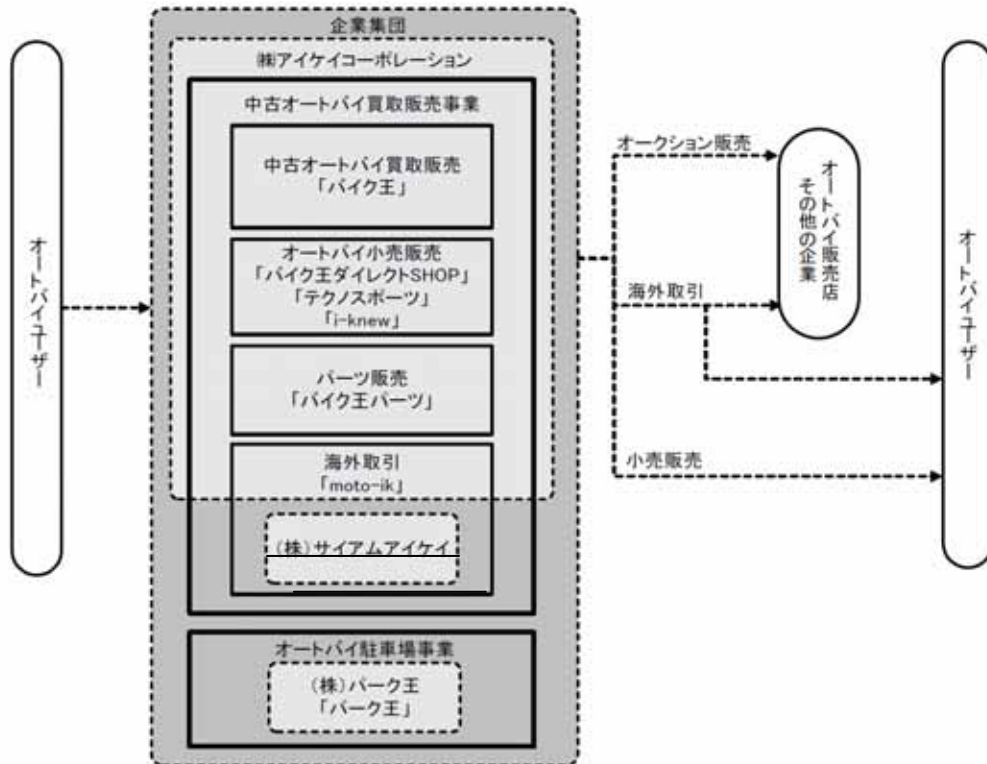 企業集団
㈱アイケイコーポレーション
中古オートバイ買取販売事業
中古オートバイ買取販売
「バイク王」
オートバイ小売販売
「バイク王ダイレクトSHOP」
「テクノスポーツ」
「i-knew」
パーツ販売
「バイク王パーツ」
海外取引
「moto-ik」
(株)サイアムアイケイ
オートバイ駐車場事業
(株)パーク王
「パーク王」
オートバイユーザー
オークション販売
海外取引
小売販売
オートバイ販売店
その他の企業
オートバイユーザー